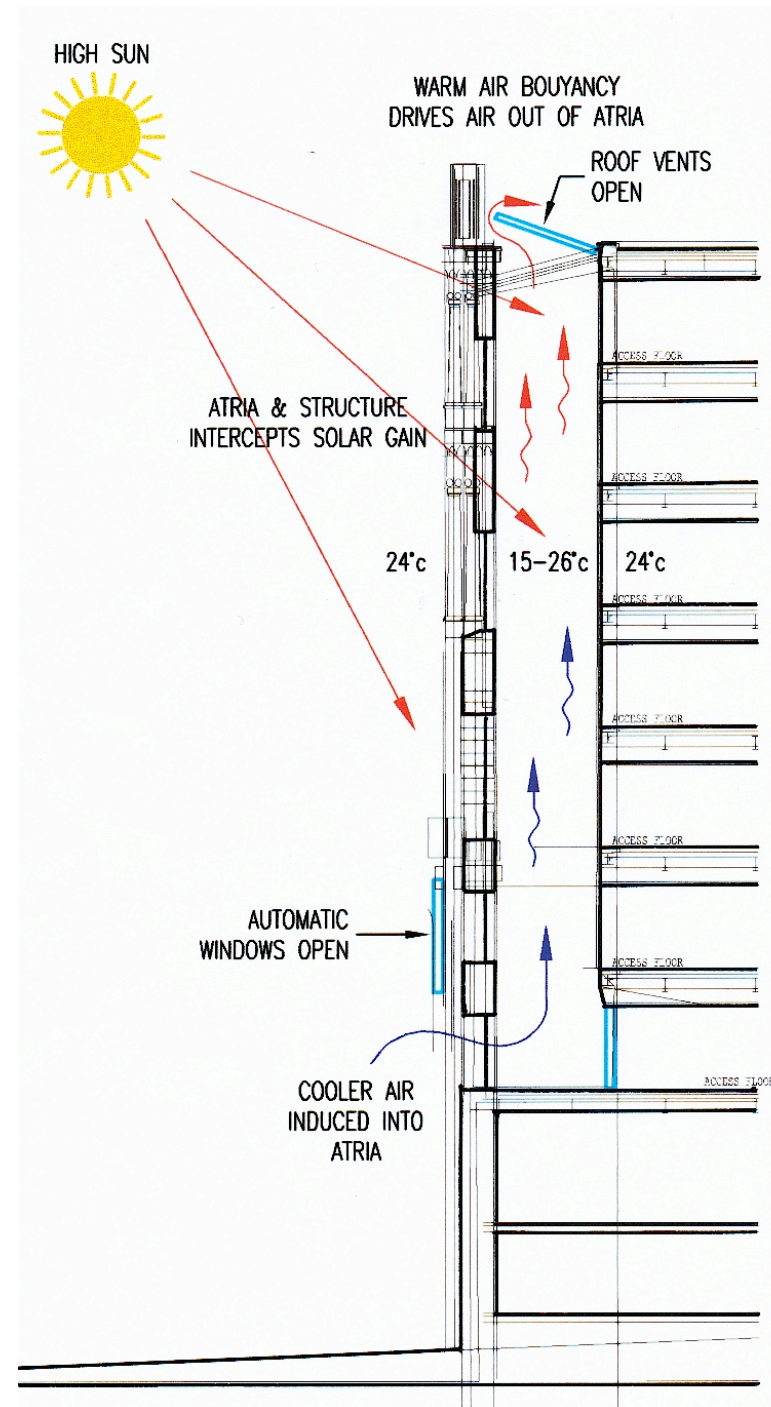 HIGH SUN
WARM AIR BOUYANCY
DRIVES AIR OUT OF ATRIA
ROOF VENTS
OPEN
ACCESS FLOOR
ATRIA & STRUCTURE
INTERCEPTS SOLAR GAIN
ACCESS FLOOR
24°c
15-26°c
24°c
ACCESS FLOOR
ACCESS FLOOR
ACCESS FLOOR
AUTOMATIC
WINDOWS OPEN
ACCESS FLOOR
ACCESS FLOOR
COOLER AIR
INDUCED INTO
ATRIA